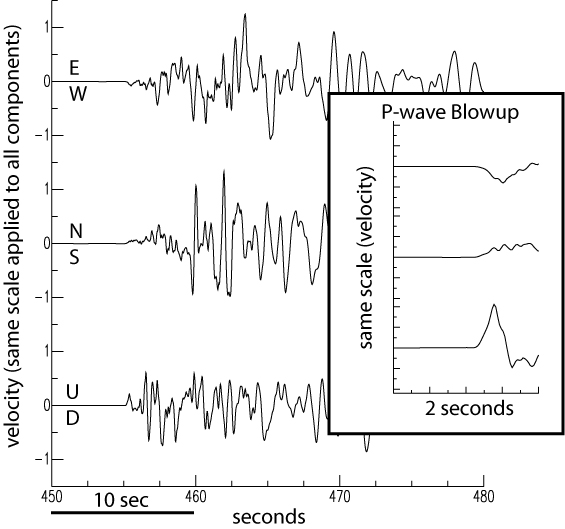 velocity (same scale applied to all components)
1
E
0
W
-1
1
N
0
S
-1
1
U
0
D
-1
450
460
470
480
10 sec
seconds
P-wave Blowup
same scale (velocity)
2 seconds